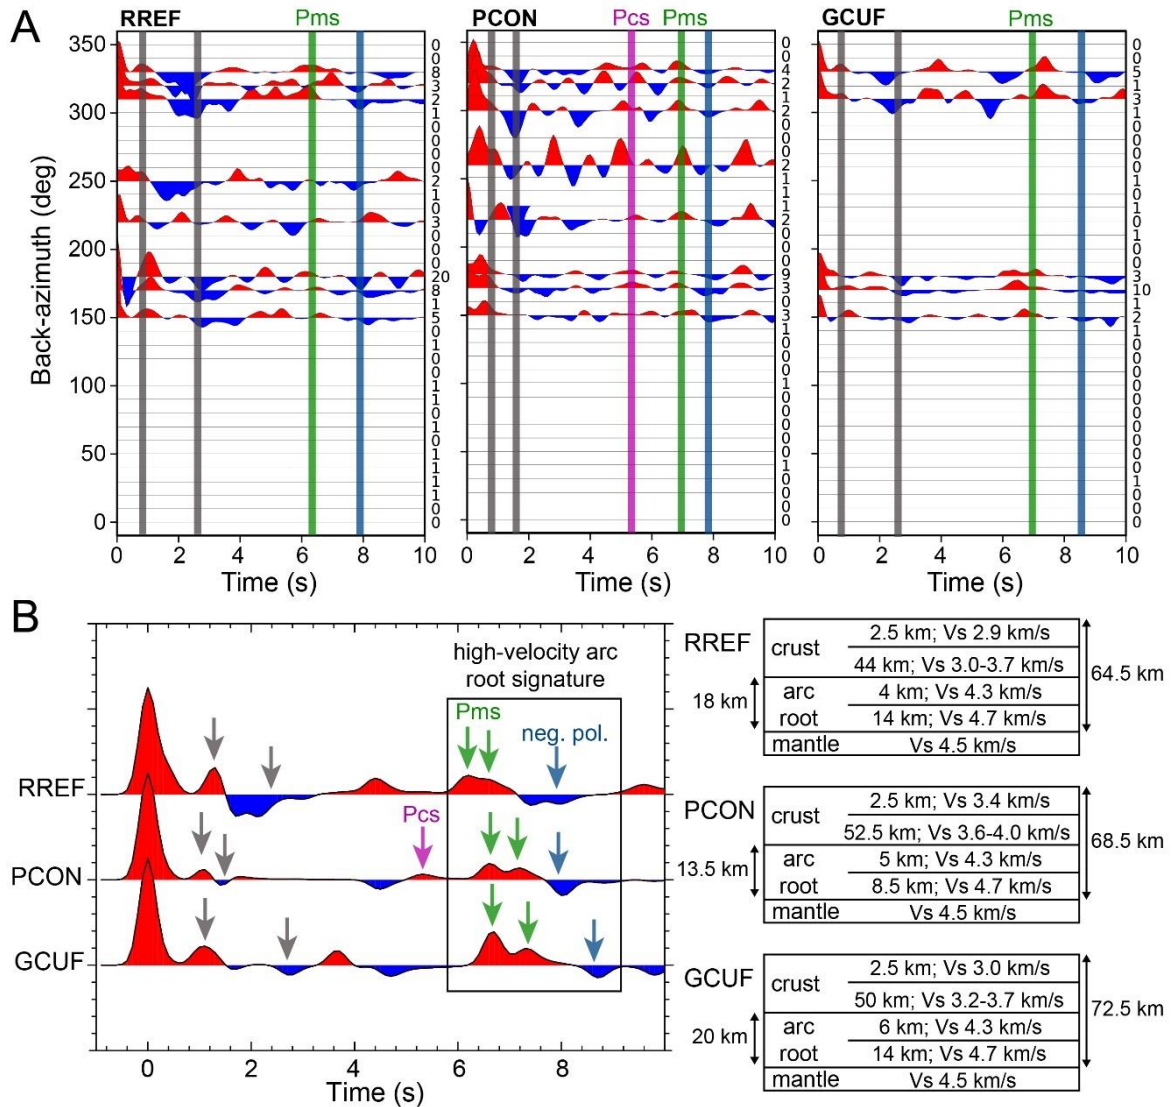 A
RREF
Pms
PCON
Pcs
Pms
GCUF
Pms
Back-azimuth (deg)
350
300
250
200
150
100
50
0
0 2 4 6 8 10
Time (s)
0 2 4 6 8 10
Time (s)
0 2 4 6 8 10
Time (s)
B
high-velocity arc
root signature
Pms
neg. pol.
RREF
Pcs
PCON
GCUF
0 2 4 6 8
Time (s)
RREF
crust
2.5 km; Vs 2.9 km/s
44 km; Vs 3.0-3.7 km/s
64.5 km
18 km
arc
root
4 km; Vs 4.3 km/s
14 km; Vs 4.7 km/s
mantle
Vs 4.5 km/s
PCON
crust
2.5 km; Vs 3.4 km/s
52.5 km; Vs 3.6-4.0 km/s
68.5 km
13.5 km
arc
root
5 km; Vs 4.3 km/s
8.5 km; Vs 4.7 km/s
mantle
Vs 4.5 km/s
GCUF
crust
2.5 km; Vs 3.0 km/s
50 km; Vs 3.2-3.7 km/s
72.5 km
20 km
arc
root
6 km; Vs 4.3 km/s
14 km; Vs 4.7 km/s
mantle
Vs 4.5 km/s